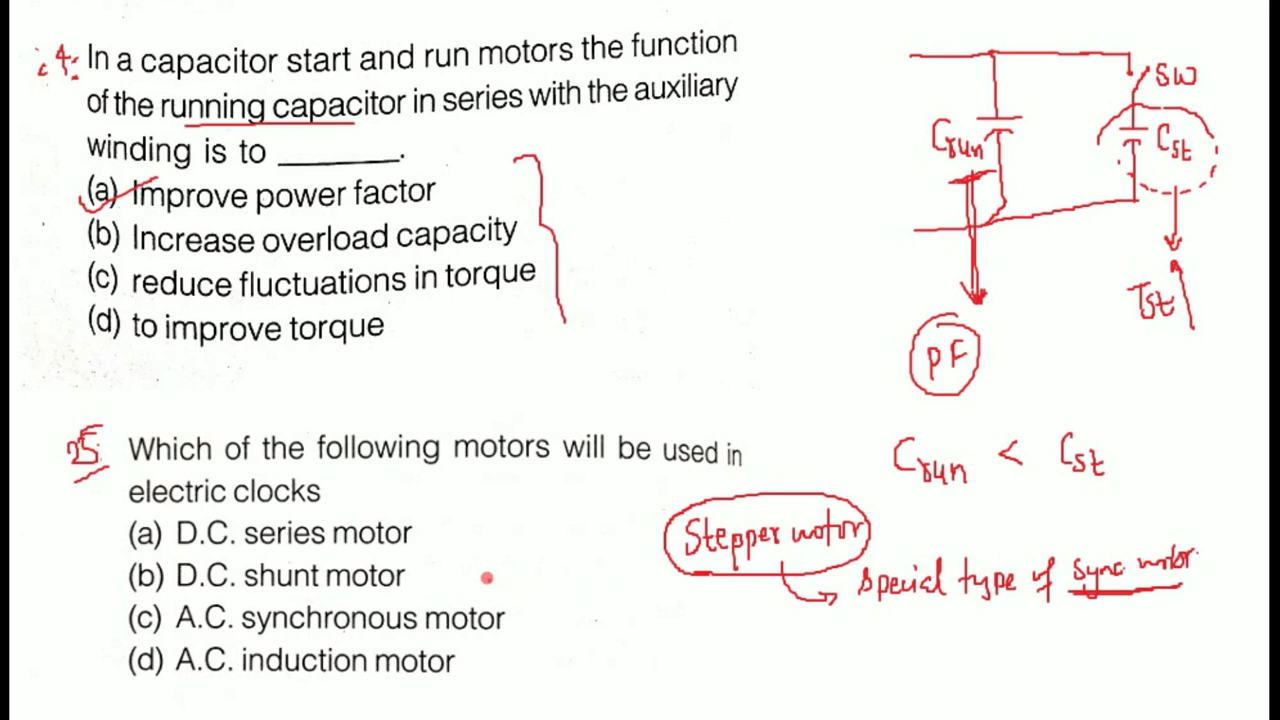 4. In a capacitor start and run motors the function
of the running capacitor in series with the auxiliary
winding is to ________.
(a) Improve power factor
(b) Increase overload capacity
(c) reduce fluctuations in torque
(d) to improve torque
SW
Crun
Cst
Tst
PF
Crun < Cst
25. Which of the following motors will be used in
electric clocks
(a) D.C. series motor
(b) D.C. shunt motor
(c) A.C. synchronous motor
(d) A.C. induction motor
Stepper motor
special type of sync motor.